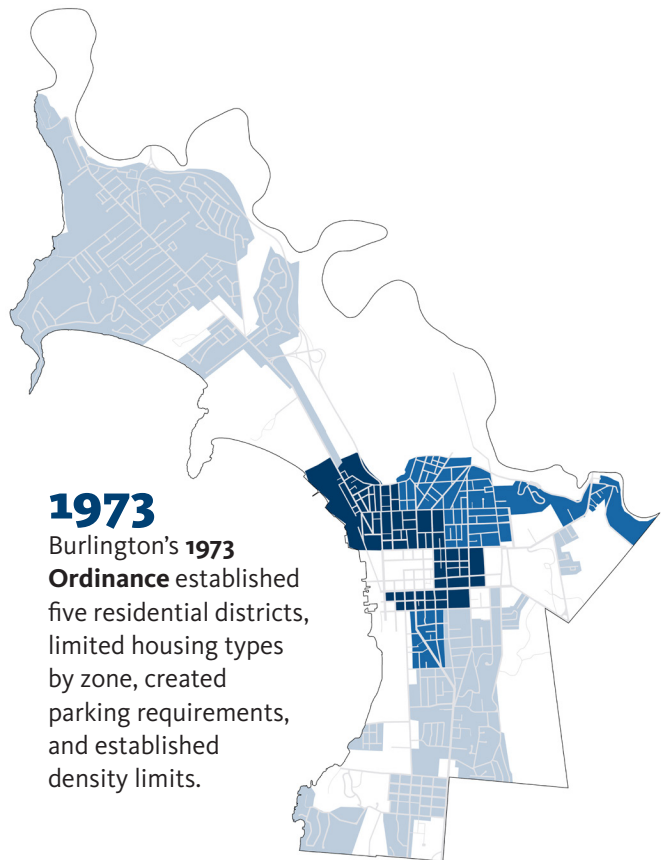 1973
Burlington’s 1973
Ordinance established
five residential districts,
limited housing types
by zone, created
parking requirements,
and established
density limits.